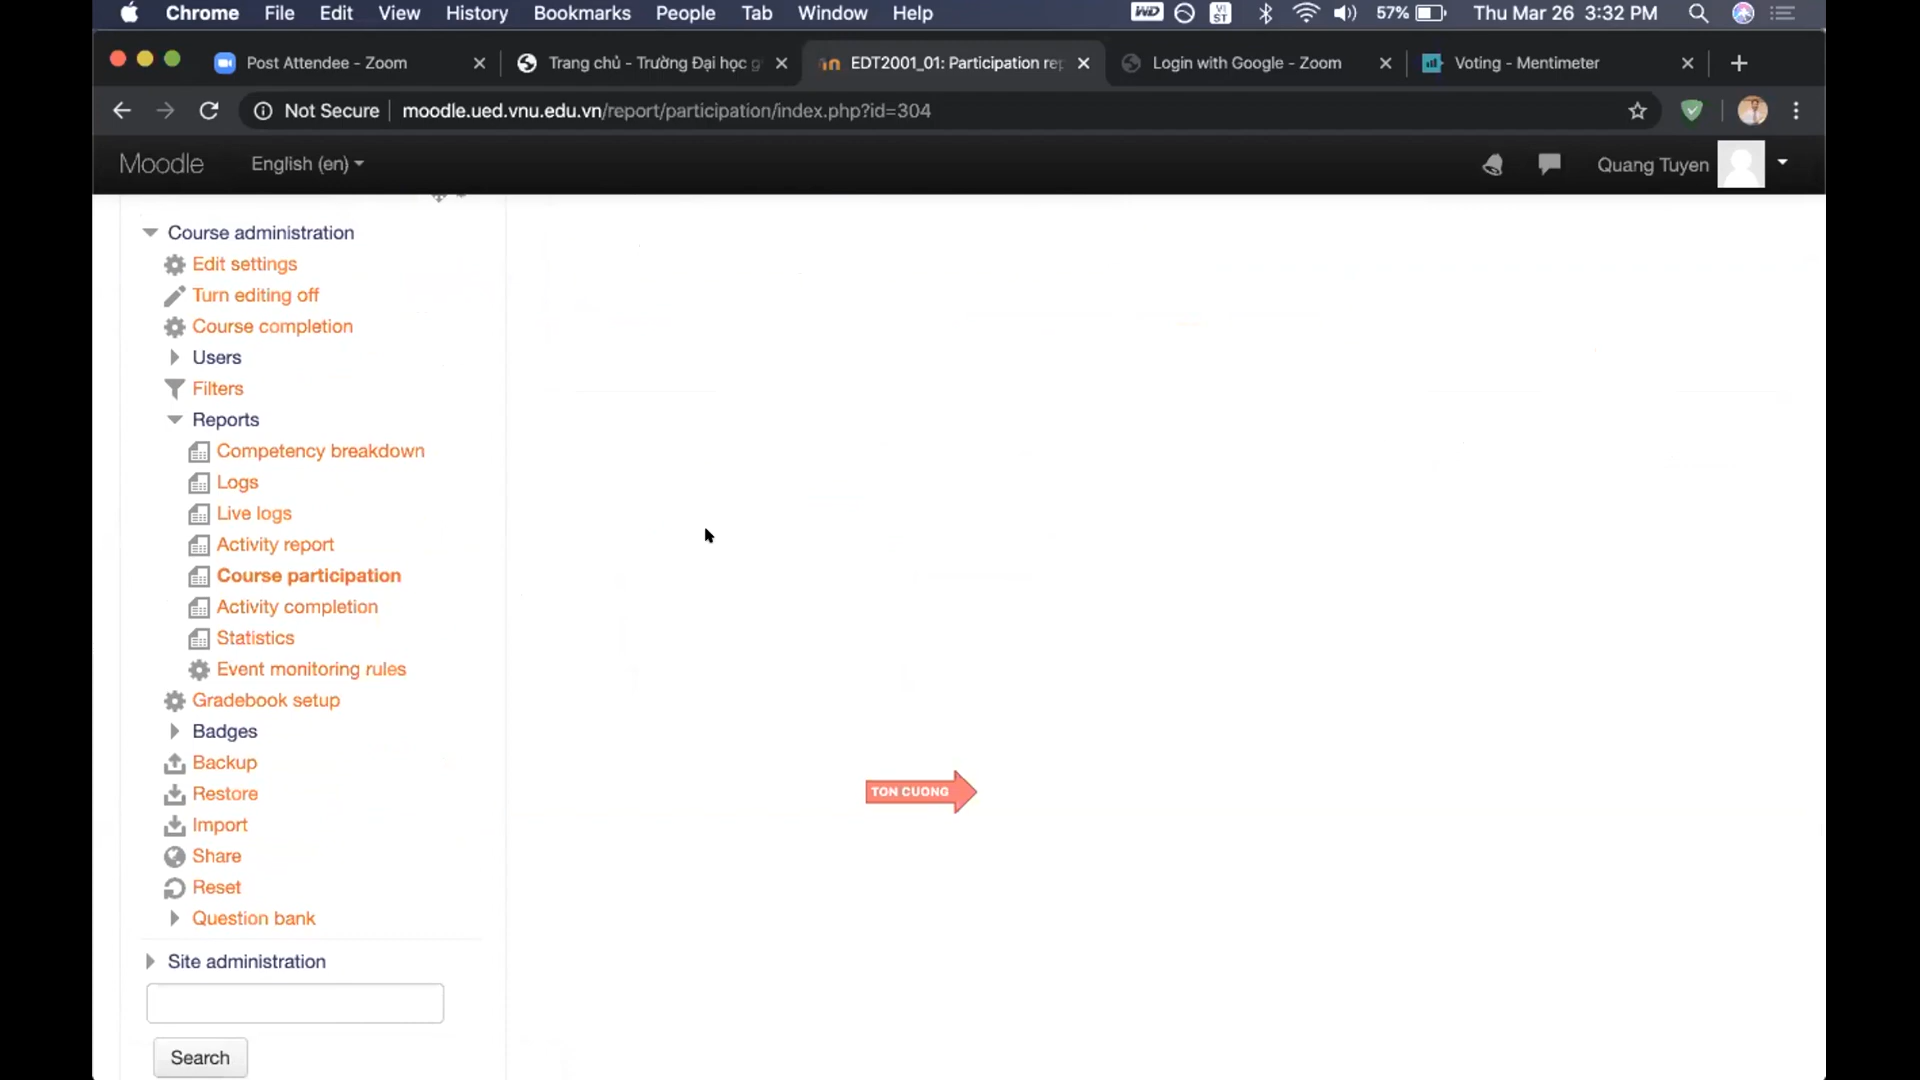 Chrome File Edit View History Bookmarks People Tab Window Help WD VI ST 57% Thu Mar 26 3:32 PM
Post Attendee - Zoom Trang chủ - Trường Đại học EDT2001_01: Participation rep Login with Google - Zoom Voting - Mentimeter
Not Secure moodle.ued.vnu.edu.vn/report/participation/index.php?id=304
Moodle English (en) Quang Tuyen
Course administration
Edit settings
Turn editing off
Course completion
Users
Filters
Reports
Competency breakdown
Logs
Live logs
Activity report
Course participation
Activity completion
Statistics
Event monitoring rules
Gradebook setup
Badges
Backup
TON CUONG
Restore
Import
Share
Reset
Question bank
Site administration
Search